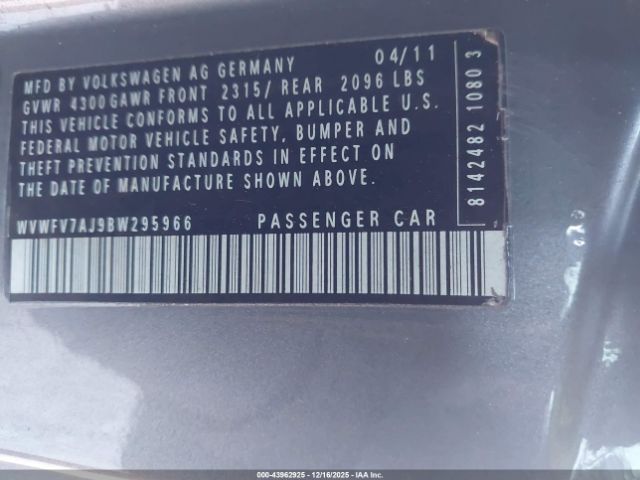 MFD BY VOLKSWAGEN AG GERMANY 04/11
GVWR 4300 GAWR FRONT 2315/ REAR 2096 LBS
THIS VEHICLE CONFORMS TO ALL APPLICABLE U.S.
FEDERAL MOTOR VEHICLE SAFETY, BUMPER AND
THEFT PREVENTION STANDARDS IN EFFECT ON
THE DATE OF MANUFACTURE SHOWN ABOVE.
WVWFV7AJ9BW295966 PASSENGER CAR
8142482 1080 3
000-43962925 - 12/16/2025 - IAA Inc.